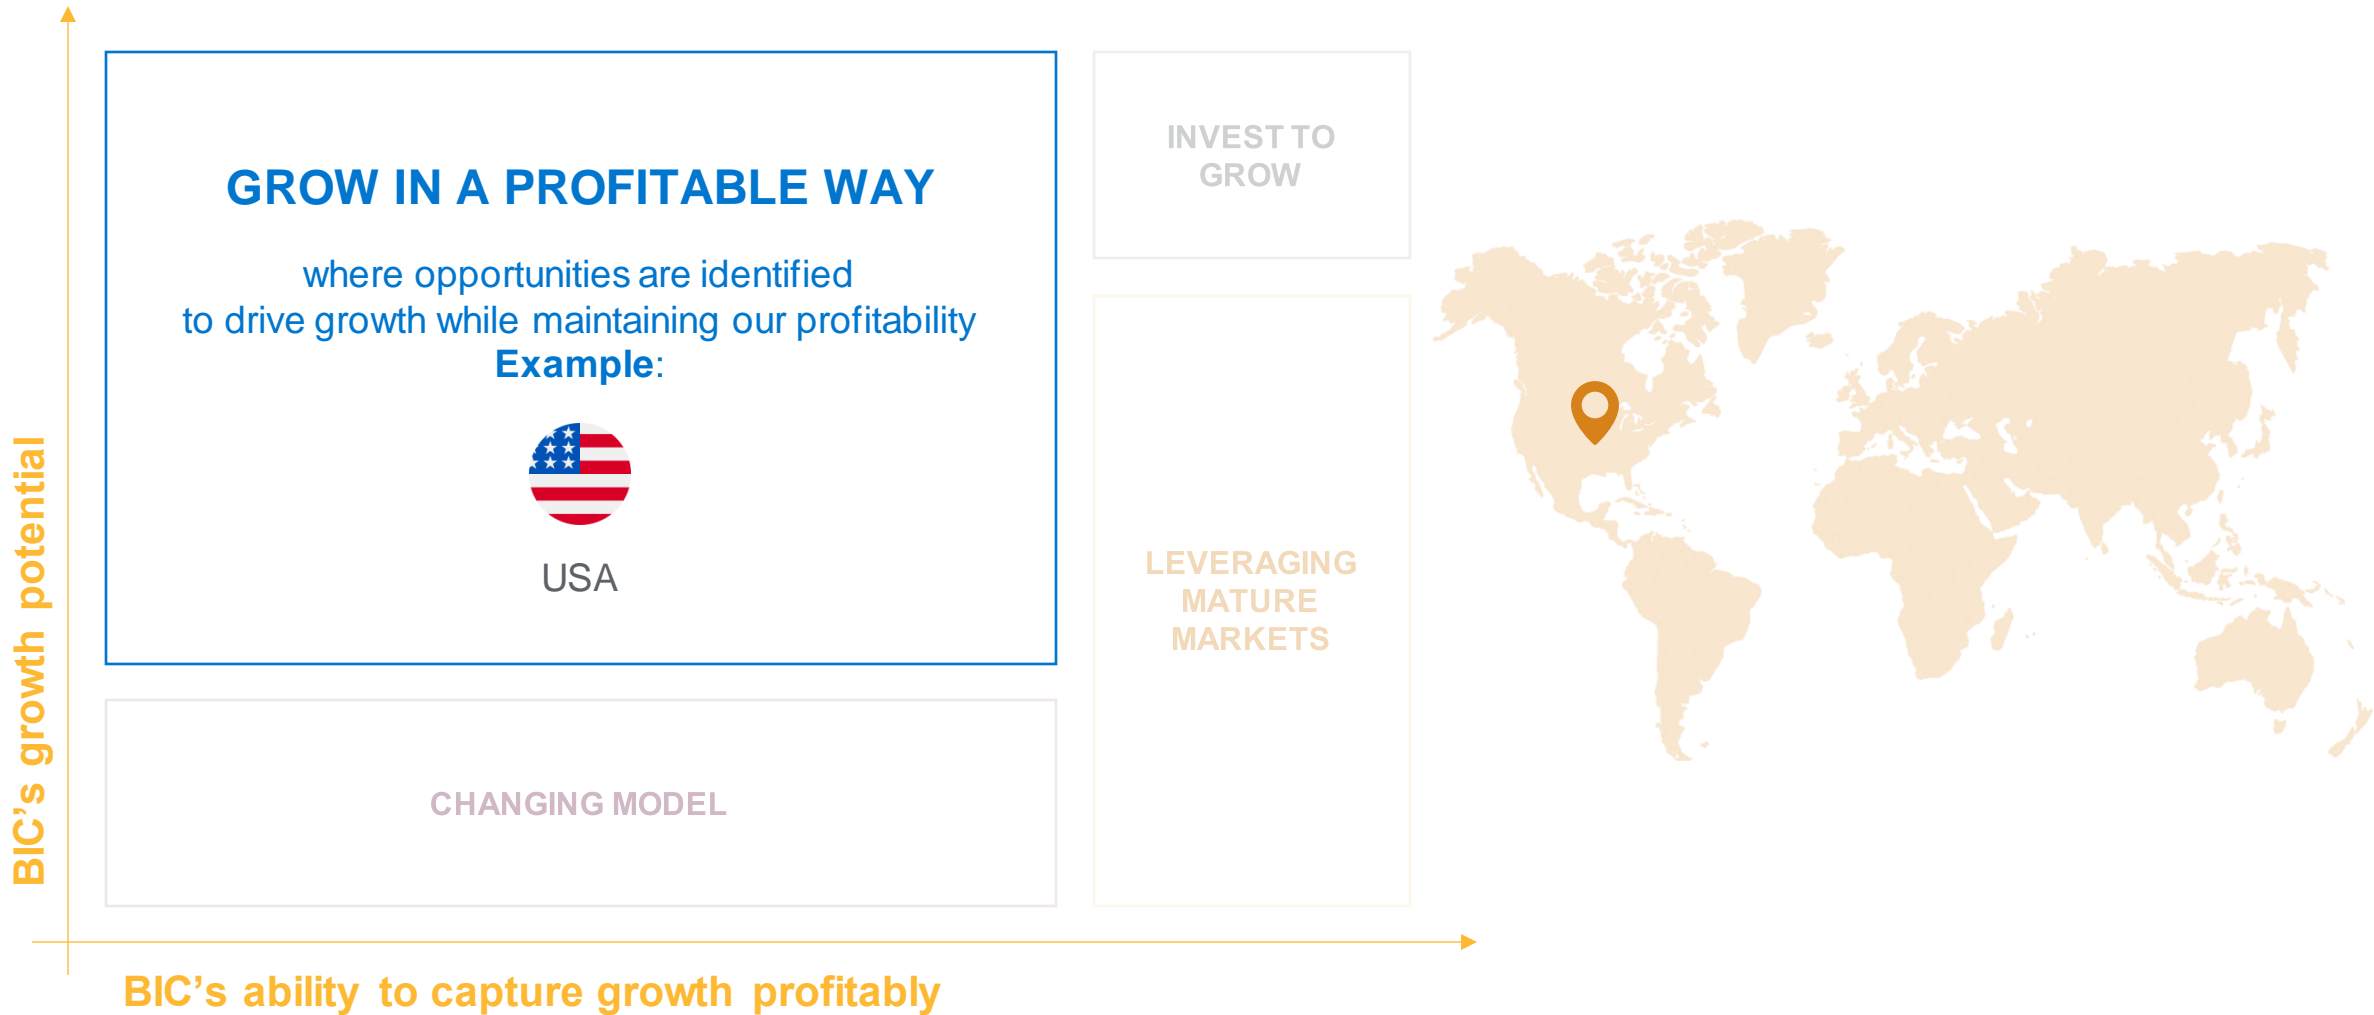 GROW IN A PROFITABLE WAY
where opportunities are identified
to drive growth while maintaining our profitability
Example:
USA
INVEST TO
GROW
LEVERAGING
MATURE
MARKETS
CHANGING MODEL
BIC’s growth potential
BIC’s ability to capture growth profitably